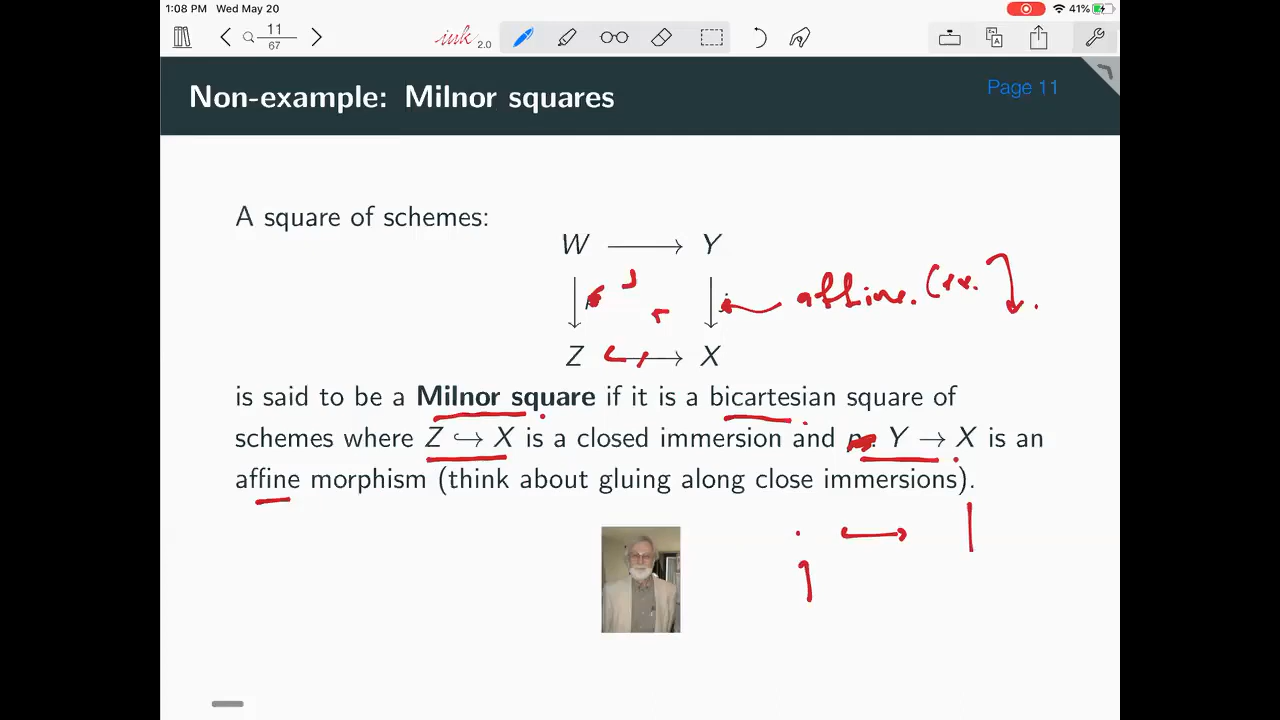 1:08 PM Wed May 20
41%
11
67
ink 2.0
Non-example: Milnor squares
Page 11
A square of schemes:
W Y
affine. (ex.
Z X
is said to be a Milnor square if it is a bicartesian square of
schemes where Z ↪ X is a closed immersion and Y → X is an
affine morphism (think about gluing along close immersions).